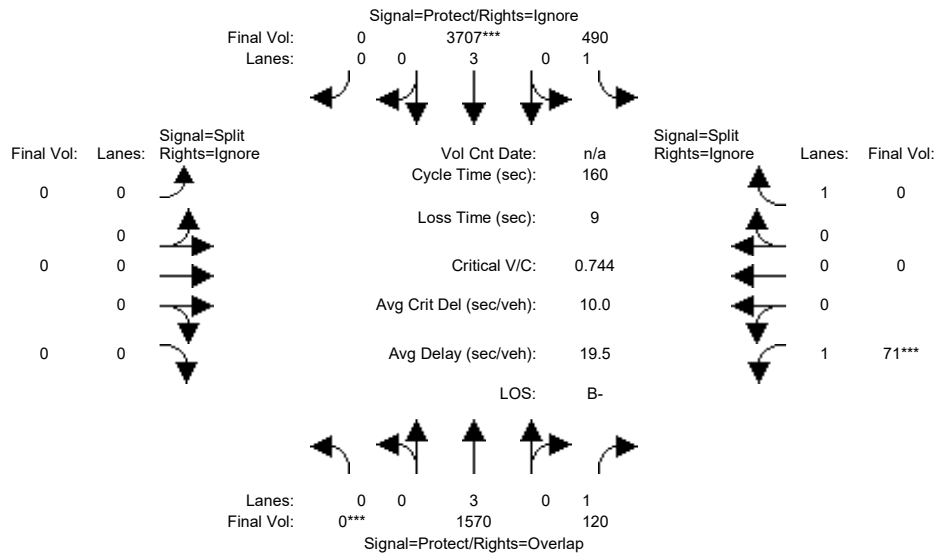 Signal=Protect/Rights=Ignore
Final Vol: 0 3707*** 490
Lanes: 0 0 3 0 1
Signal=Split
Final Vol: Lanes: Rights=Ignore
Vol Cnt Date: n/a
Signal=Split
Rights=Ignore Lanes: Final Vol:
Cycle Time (sec): 160
0 0
1 0
Loss Time (sec): 9
0
0
0 0
Critical V/C: 0.744
0 0
0
Avg Crit Del (sec/veh): 10.0
0
0 0
Avg Delay (sec/veh): 19.5
1 71***
LOS: B-
Lanes: 0 0 3 0 1
Final Vol: 0*** 1570 120
Signal=Protect/Rights=Overlap